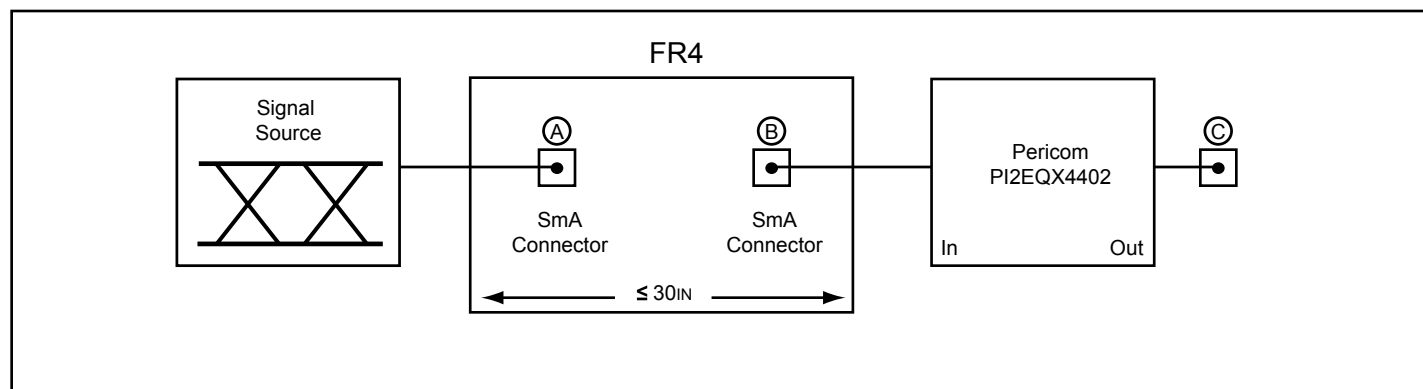 FR4
Signal
Source
A
B
C
SmA
Connector
SmA
Connector
Pericom
PI2EQX4402
In
Out
≤ 30IN